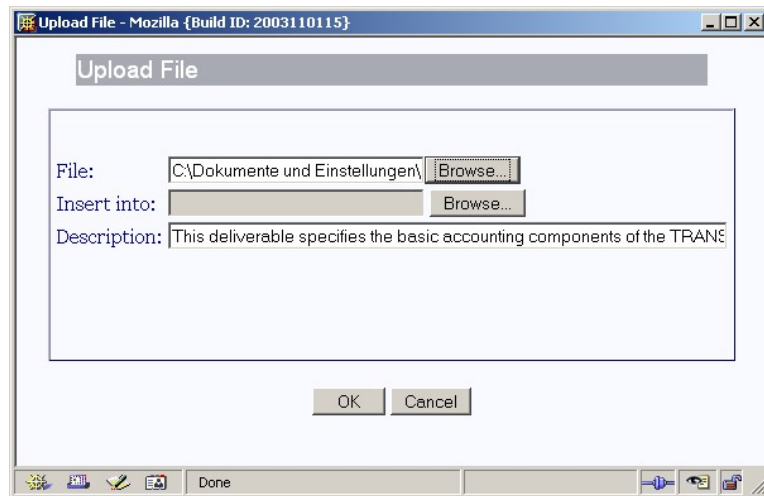 Upload File - Mozilla {Build ID: 2003110115}
Upload File
File: C:\Dokumente und Einstellungen\ Browse...
Insert into: Browse...
Description: This deliverable specifies the basic accounting components of the TRANS
OK Cancel
Done